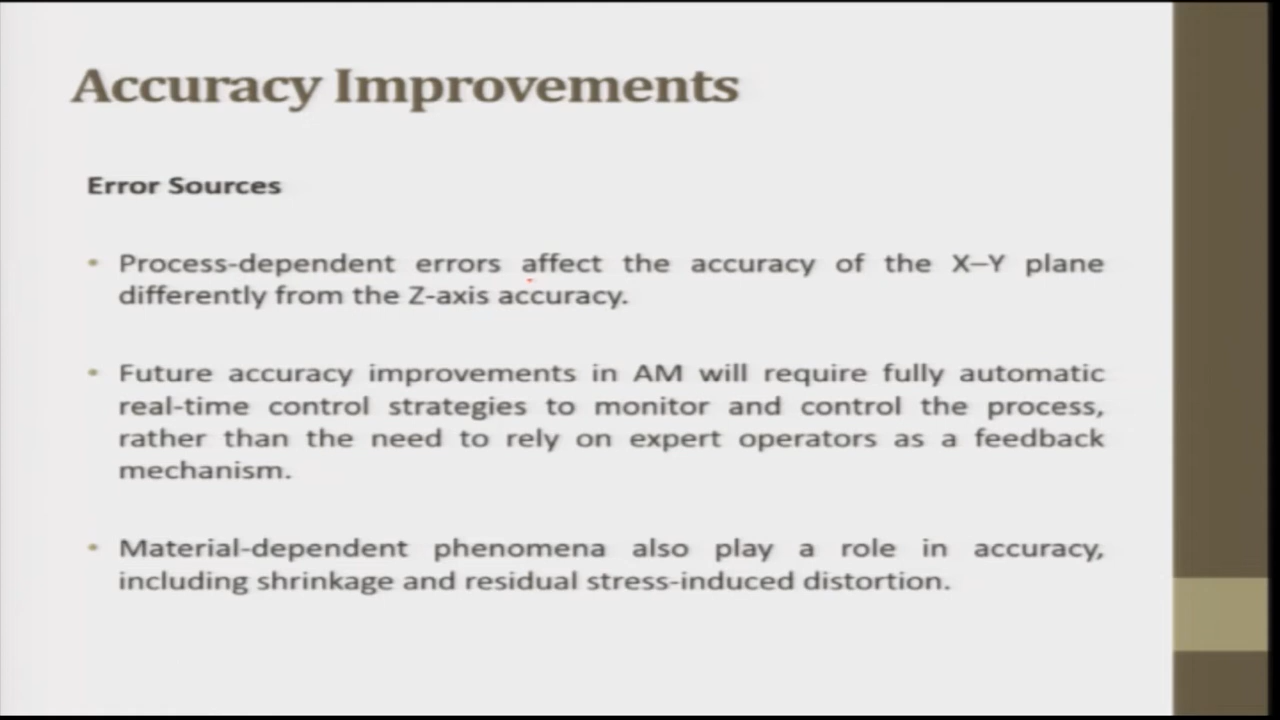 Accuracy Improvements
Error Sources
• Process-dependent errors affect the accuracy of the X–Y plane
differently from the Z-axis accuracy.
• Future accuracy improvements in AM will require fully automatic
real-time control strategies to monitor and control the process,
rather than the need to rely on expert operators as a feedback
mechanism.
• Material-dependent phenomena also play a role in accuracy,
including shrinkage and residual stress-induced distortion.